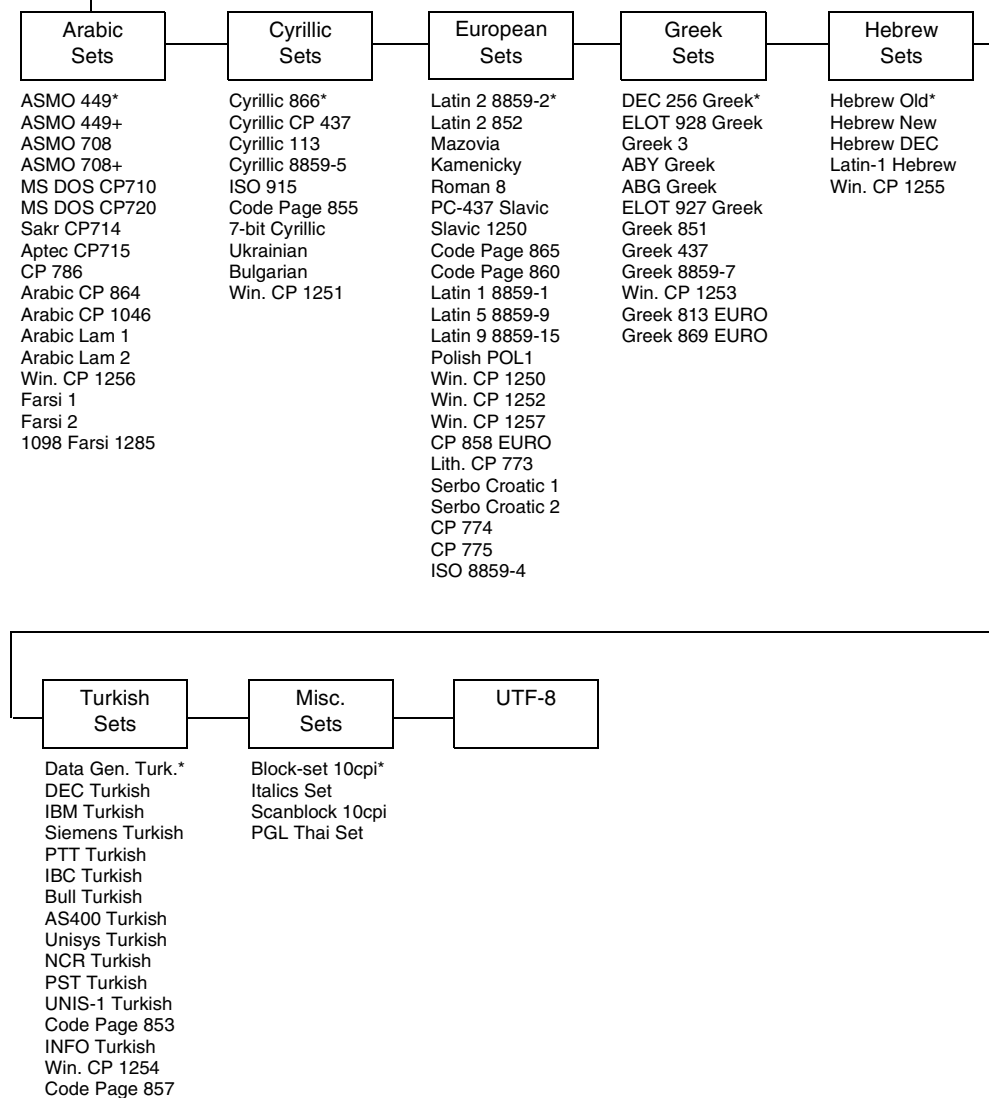 Arabic
Sets
ASMO 449*
ASMO 449+
ASMO 708
ASMO 708+
MS DOS CP710
MS DOS CP720
Sakr CP714
Aptec CP715
CP 786
Arabic CP 864
Arabic CP 1046
Arabic Lam 1
Arabic Lam 2
Win. CP 1256
Farsi 1
Farsi 2
1098 Farsi 1285
Cyrillic
Sets
Cyrillic 866*
Cyrillic CP 437
Cyrillic 113
Cyrillic 8859-5
ISO 915
Code Page 855
7-bit Cyrillic
Ukrainian
Bulgarian
Win. CP 1251
European
Sets
Latin 2 8859-2*
Latin 2 852
Mazovia
Kamenicky
Roman 8
PC-437 Slavic
Slavic 1250
Code Page 865
Code Page 860
Latin 1 8859-1
Latin 5 8859-9
Latin 9 8859-15
Polish POL1
Win. CP 1250
Win. CP 1252
Win. CP 1257
CP 858 EURO
Lith. CP 773
Serbo Croatic 1
Serbo Croatic 2
CP 774
CP 775
ISO 8859-4
Greek
Sets
DEC 256 Greek*
ELOT 928 Greek
Greek 3
ABY Greek
ABG Greek
ELOT 927 Greek
Greek 851
Greek 437
Greek 8859-7
Win. CP 1253
Greek 813 EURO
Greek 869 EURO
Hebrew
Sets
Hebrew Old*
Hebrew New
Hebrew DEC
Latin-1 Hebrew
Win. CP 1255
Turkish
Sets
Data Gen. Turk.*
DEC Turkish
IBM Turkish
Siemens Turkish
PTT Turkish
IBC Turkish
Bull Turkish
AS400 Turkish
Unisys Turkish
NCR Turkish
PST Turkish
UNIS-1 Turkish
Code Page 853
INFO Turkish
Win. CP 1254
Code Page 857
Misc.
Sets
Block-set 10cpi*
Italics Set
Scanblock 10cpi
PGL Thai Set
UTF-8